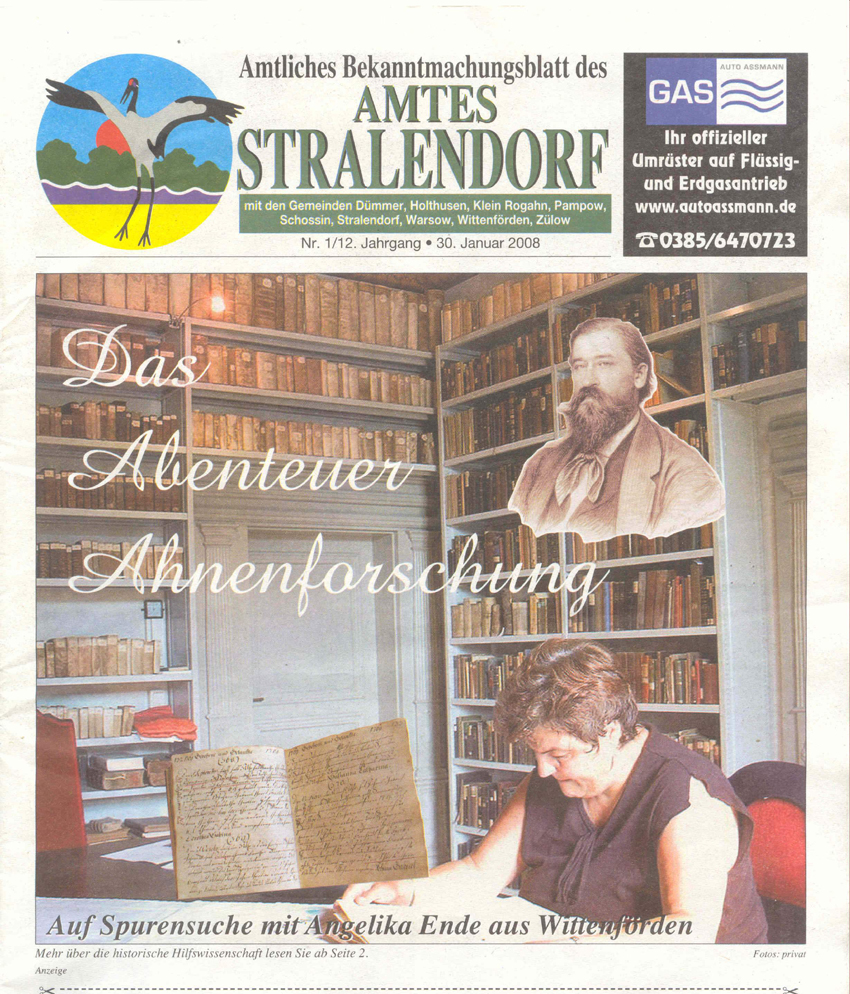 Amtliches Bekanntmachungsblatt des
AMTES
STRALENDORF
mit den Gemeinden Dümmer, Holthusen, Klein Rogahn, Pampow,
Schossin, Stralendorf, Warsow, Wittenförden, Zülow
Nr. 1/12. Jahrgang • 30. Januar 2008
AUTO ASSMANN
GAS
Ihr offizieller
Umrüster auf Flüssig-
und Erdgasantrieb
www.autoassmann.de
☎0385/6470723
Das
Abenteuer
Ahnenforschung
Auf Spurensuche mit Angelika Ende aus Wittenförden
Mehr über die historische Hilfswissenschaft lesen Sie ab Seite 2.
Fotos: privat
Anzeige